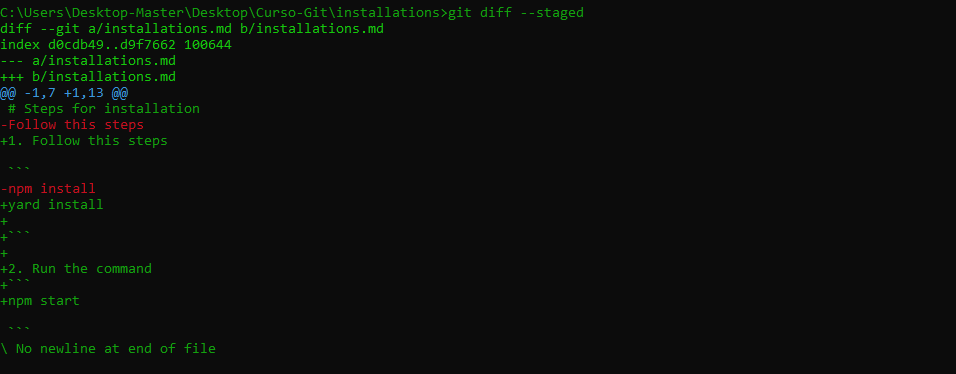 C:\Users\Desktop-Master\Desktop\Curso-Git\installations>git diff --staged
diff --git a/installations.md b/installations.md
index d0cdb49..d9f7662 100644
--- a/installations.md
+++ b/installations.md
@@ -1,7 +1,13 @@
 # Steps for installation
-Follow this steps
+1. Follow this steps

 ```
-npm install
+yard install
+
+```
+
+2. Run the command
+```
+npm start

 ```
\ No newline at end of file